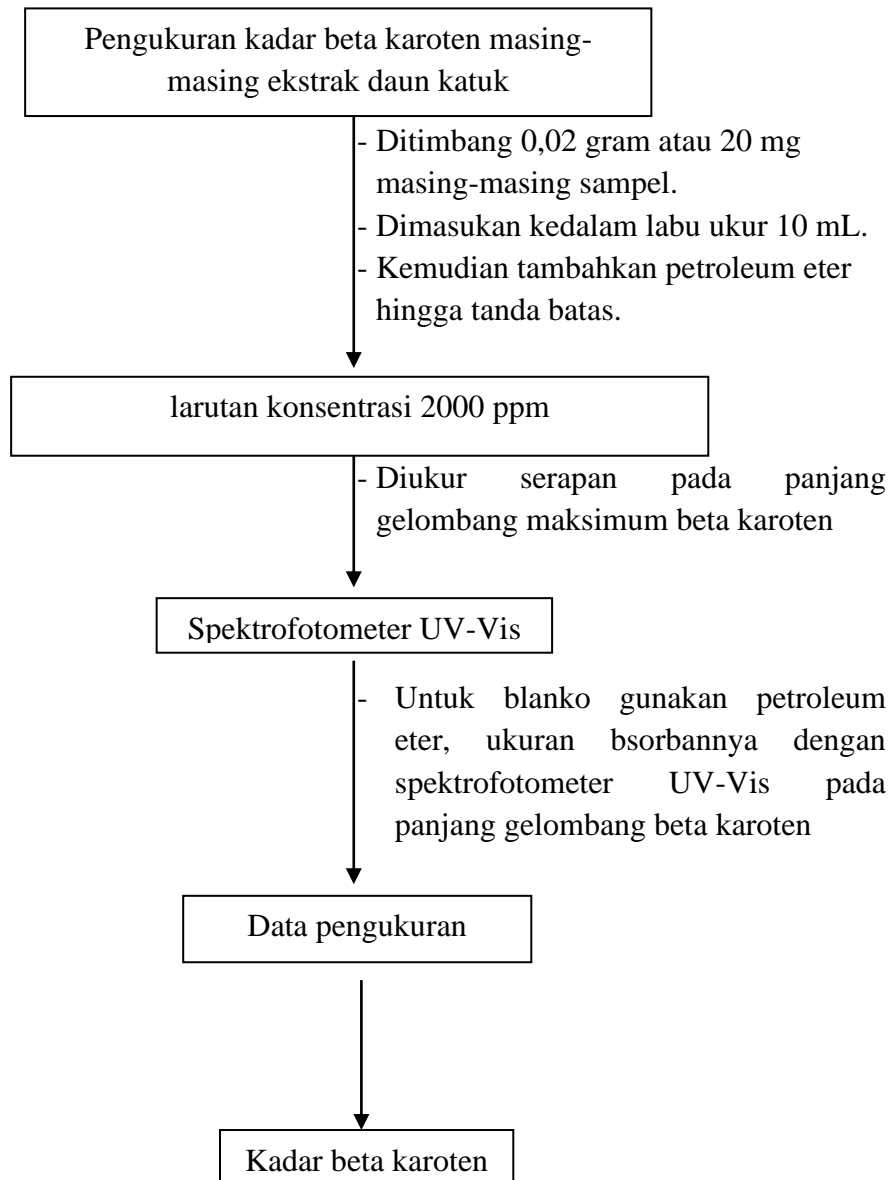 Pengukuran kadar beta karoten masing-
masing ekstrak daun katuk
- Ditimbang 0,02 gram atau 20 mg
masing-masing sampel.
- Dimasukan kedalam labu ukur 10 mL.
- Kemudian tambahkan petroleum eter
hingga tanda batas.
larutan konsentrasi 2000 ppm
- Diukur serapan pada panjang
gelombang maksimum beta karoten
Spektrofotometer UV-Vis
- Untuk blanko gunakan petroleum
eter, ukuran bsorbannya dengan
spektrofotometer UV-Vis pada
panjang gelombang beta karoten
Data pengukuran
Kadar beta karoten